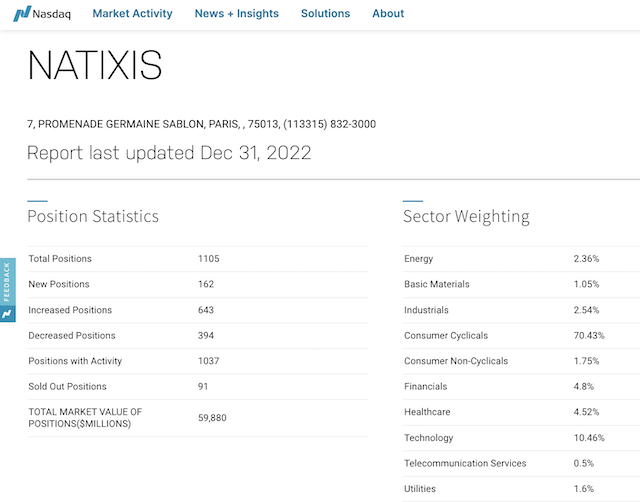 Nasdaq Market Activity News + Insights Solutions About
NATIXIS
7, PROMENADE GERMAINE SABLON, PARIS, , 75013, (113315) 832-3000
Report last updated Dec 31, 2022
Position Statistics
Total Positions 1105
New Positions 162
Increased Positions 643
Decreased Positions 394
Positions with Activity 1037
Sold Out Positions 91
TOTAL MARKET VALUE OF
POSITIONS($MILLIONS) 59,880
Sector Weighting
Energy 2.36%
Basic Materials 1.05%
Industrials 2.54%
Consumer Cyclicals 70.43%
Consumer Non-Cyclicals 1.75%
Financials 4.8%
Healthcare 4.52%
Technology 10.46%
Telecommunication Services 0.5%
Utilities 1.6%
FEEDBACK